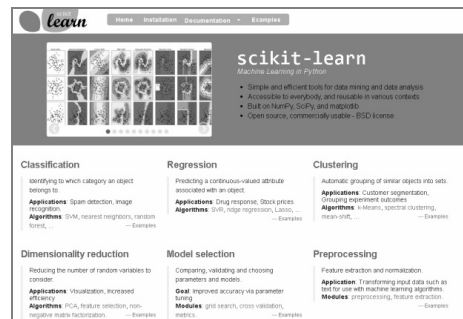 scikit
learn
Home Installation Documentation Examples
scikit-learn
Machine Learning in Python
Simple and efficient tools for data mining and data analysis
Accessible to everybody, and reusable in various contexts
Built on NumPy, SciPy, and matplotlib
Open source, commercially usable - BSD license
Classification
Identifying to which category an object
belongs to.
Applications: Spam detection, Image
recognition.
Algorithms: SVM, nearest neighbors, random
forest, ... — Examples
Regression
Predicting a continuous-valued attribute
associated with an object.
Applications: Drug response, Stock prices.
Algorithms: SVR, ridge regression, Lasso, ...
— Examples
Clustering
Automatic grouping of similar objects into sets.
Applications: Customer segmentation,
Grouping experiment outcomes
Algorithms: k-Means, spectral clustering,
mean-shift, ... — Examples
Dimensionality reduction
Reducing the number of random variables to
consider.
Applications: Visualization, Increased
efficiency
Algorithms: PCA, feature selection, non-
negative matrix factorization. — Examples
Model selection
Comparing, validating and choosing
parameters and models.
Goal: Improved accuracy via parameter
tuning
Modules: grid search, cross validation,
metrics. — Examples
Preprocessing
Feature extraction and normalization.
Application: Transforming input data such as
text for use with machine learning algorithms.
Modules: preprocessing, feature extraction.
— Examples